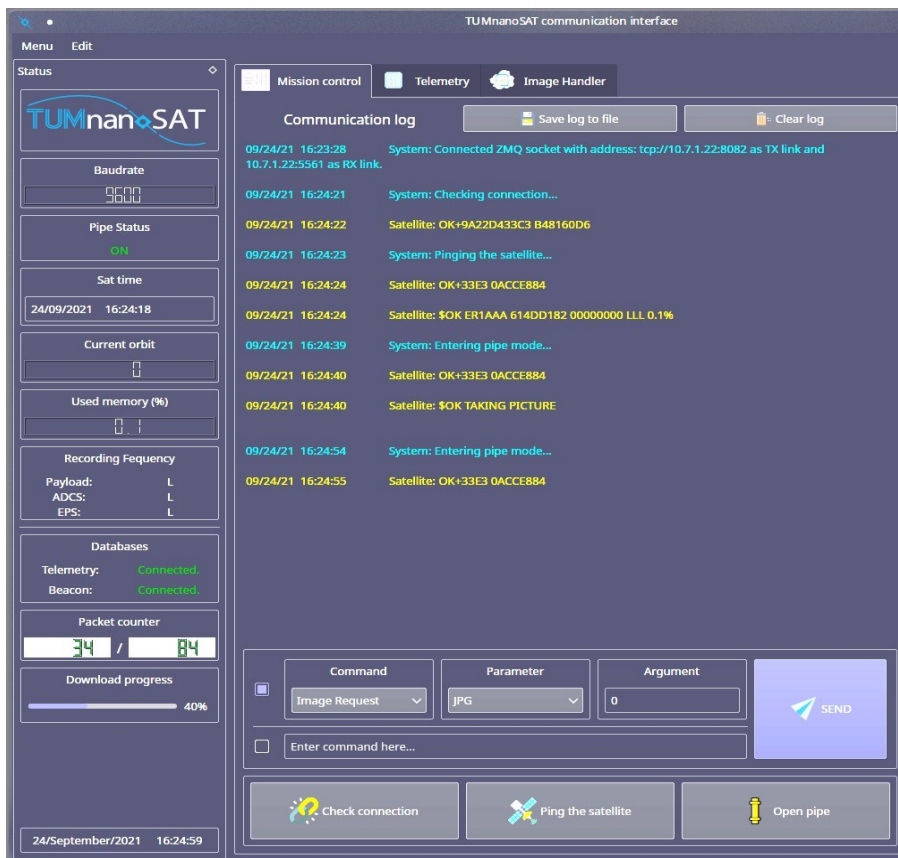 TUMnanoSAT communication interface
Menu Edit
Status
TUMnanoSAT
Baudrate
9600
Pipe Status
ON
Sat time
24/09/2021 16:24:18
Current orbit
0
Used memory (%)
0.1
Recording Fequency
Payload: L
ADCS: L
EPS: L
Databases
Telemetry: Connected.
Beacon: Connected.
Packet counter
34 / 84
Download progress
40%
24/September/2021 16:24:59
Mission control Telemetry Image Handler
Communication log Save log to file Clear log
09/24/21 16:23:28 System: Connected ZMQ socket with address: tcp://10.7.1.22:8082 as TX link and
10.7.1.22:5561 as RX link.
09/24/21 16:24:21 System: Checking connection...
09/24/21 16:24:22 Satellite: OK+9A22D433C3 B48160D6
09/24/21 16:24:23 System: Pinging the satellite...
09/24/21 16:24:24 Satellite: OK+33E3 0ACCE884
09/24/21 16:24:24 Satellite: $OK ER1AAA 614DD182 00000000 LLL 0.1%
09/24/21 16:24:39 System: Entering pipe mode...
09/24/21 16:24:40 Satellite: OK+33E3 0ACCE884
09/24/21 16:24:40 Satellite: $OK TAKING PICTURE
09/24/21 16:24:54 System: Entering pipe mode...
09/24/21 16:24:55 Satellite: OK+33E3 0ACCE884
Command Parameter Argument
Image Request JPG 0
SEND
Enter command here...
Check connection Ping the satellite Open pipe